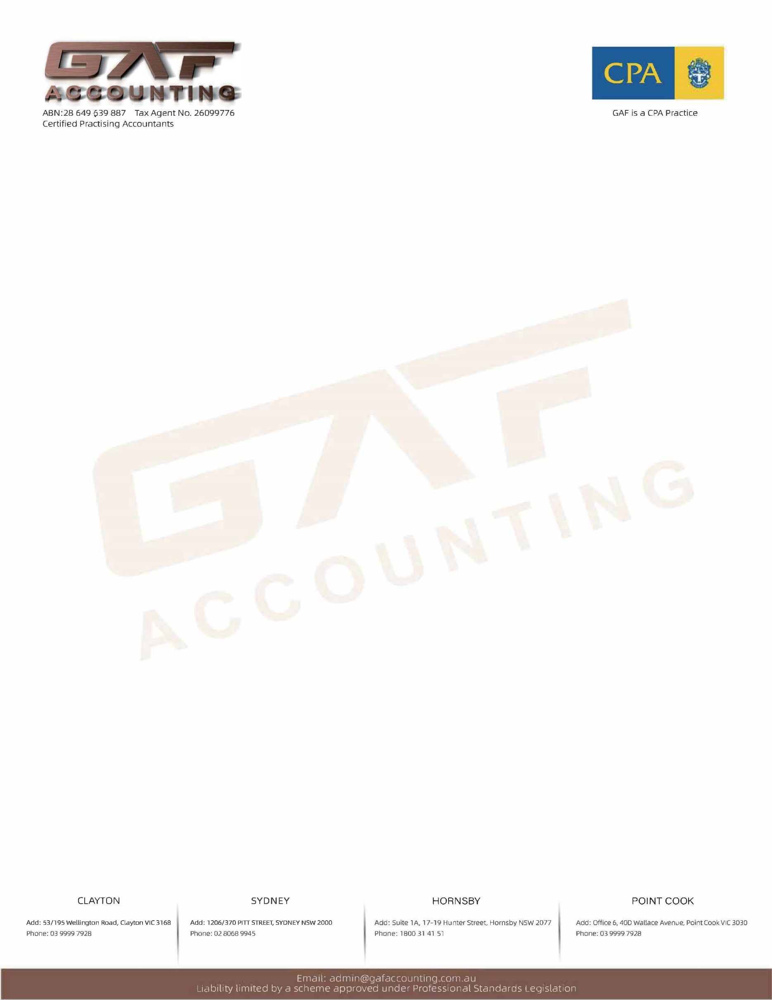 GAF
ACCOUNTING
ABN:28 649 639 887 Tax Agent No. 26099776
Certified Practising Accountants
CPA
GAF is a CPA Practice
GAF
ACCOUNTING
CLAYTON
Add: 53/195 Wellington Road, Clayton VIC 3168
Phone: 03 9999 7928
SYDNEY
Add: 1206/370 PITT STREET, SYDNEY NSW 2000
Phone: 02 8068 9945
HORNSBY
Add: Suite 1A, 17-19 Hunter Street, Hornsby NSW 2077
Phone: 1800 31 41 51
POINT COOK
Add: Office 6, 40D Wallace Avenue, Point Cook VIC 3030
Phone: 03 9999 7928
Email: admin@gafaccounting.com.au
Liability limited by a scheme approved under Professional Standards Legislation